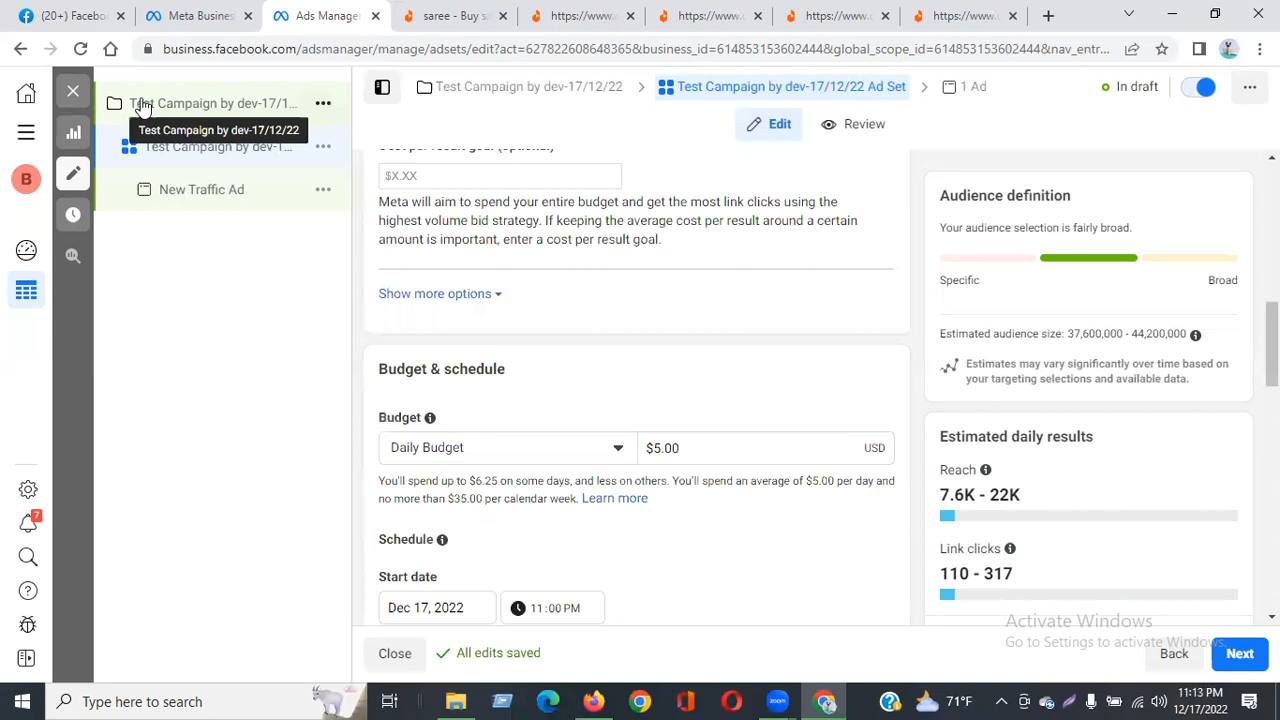 (20+) Facebo
Meta Business
Ads Manager
saree - Buy sa
https://www.a
https://www.
https://www.
https://www.
business.facebook.com/adsmanager/manage/adsets/edit?act=627822608648365&business_id=614853153602444&global_scope_id=614853153602444&nav_entr...
Test Campaign by dev-17/12/22
Test Campaign by dev-17/12/22 Ad Set
1 Ad
In draft
Edit
Review
Test Campaign by dev-17/1...
Test Campaign by dev-17/12/22
Test Campaign by dev-1...
New Traffic Ad
B
7
Cost per result goal (optional)
$X.XX
Meta will aim to spend your entire budget and get the most link clicks using the
highest volume bid strategy. If keeping the average cost per result around a certain
amount is important, enter a cost per result goal.
Show more options
Budget & schedule
Budget
Daily Budget
$5.00
USD
You'll spend up to $6.25 on some days, and less on others. You'll spend an average of $5.00 per day and
no more than $35.00 per calendar week. Learn more
Schedule
Start date
Dec 17, 2022
11:00 PM
Audience definition
Your audience selection is fairly broad.
Specific
Broad
Estimated audience size: 37,600,000 - 44,200,000
Estimates may vary significantly over time based on
your targeting selections and available data.
Estimated daily results
Reach
7.6K - 22K
Link clicks
110 - 317
Activate Windows
Go to Settings to activate Windows.
Close
All edits saved
Back
Next
Type here to search
zoom
71°F
11:13 PM
12/17/2022